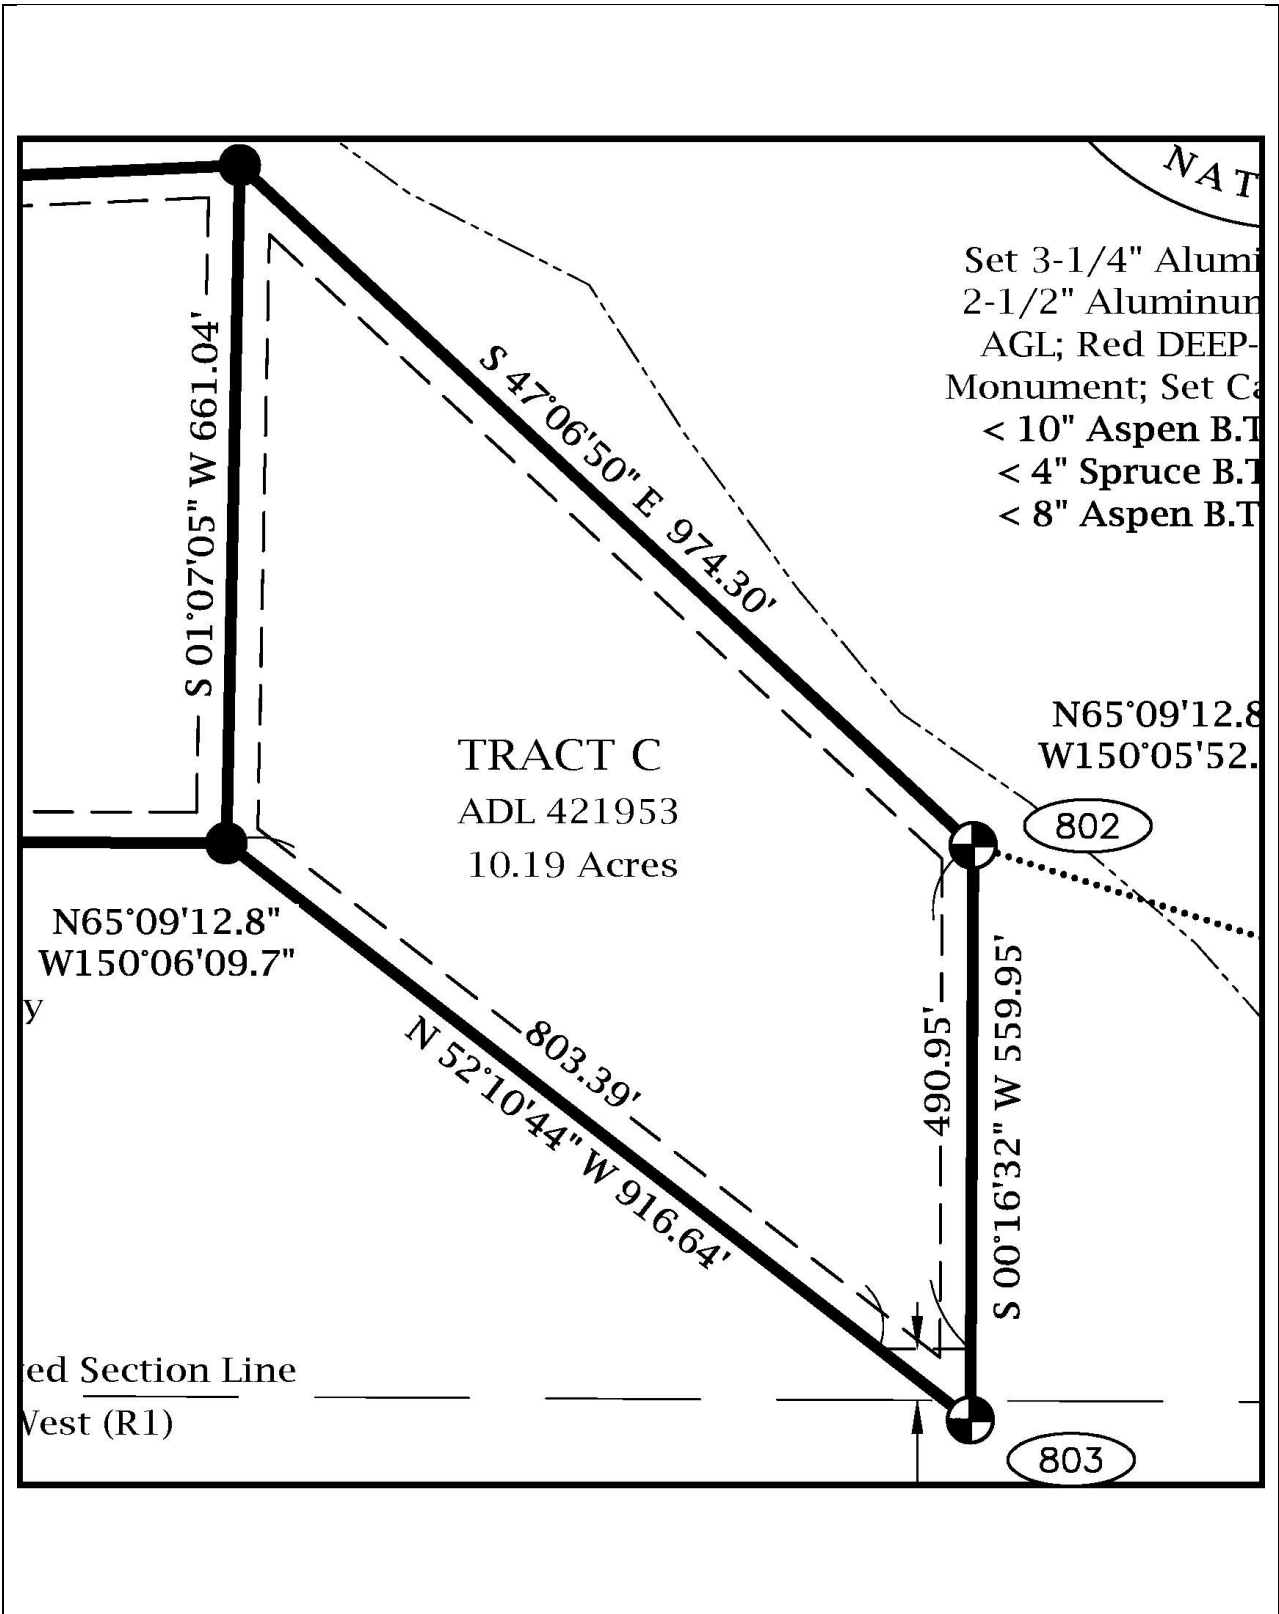 NAT
Set 3-1/4" Alumi
2-1/2" Aluminun
AGL; Red DEEP-
Monument; Set Ca
< 10" Aspen B.T
< 4" Spruce B.T
< 8" Aspen B.T
S 01°07'05" W 661.04'
S 47°06'50" E 974.30'
N65°09'12.8
W150°05'52.
TRACT C
ADL 421953
10.19 Acres
802
N65°09'12.8"
W150°06'09.7"
y
803.39'
N 52°10'44" W 916.64'
490.95'
S 00°16'32" W 559.95'
ed Section Line
West (R1)
803